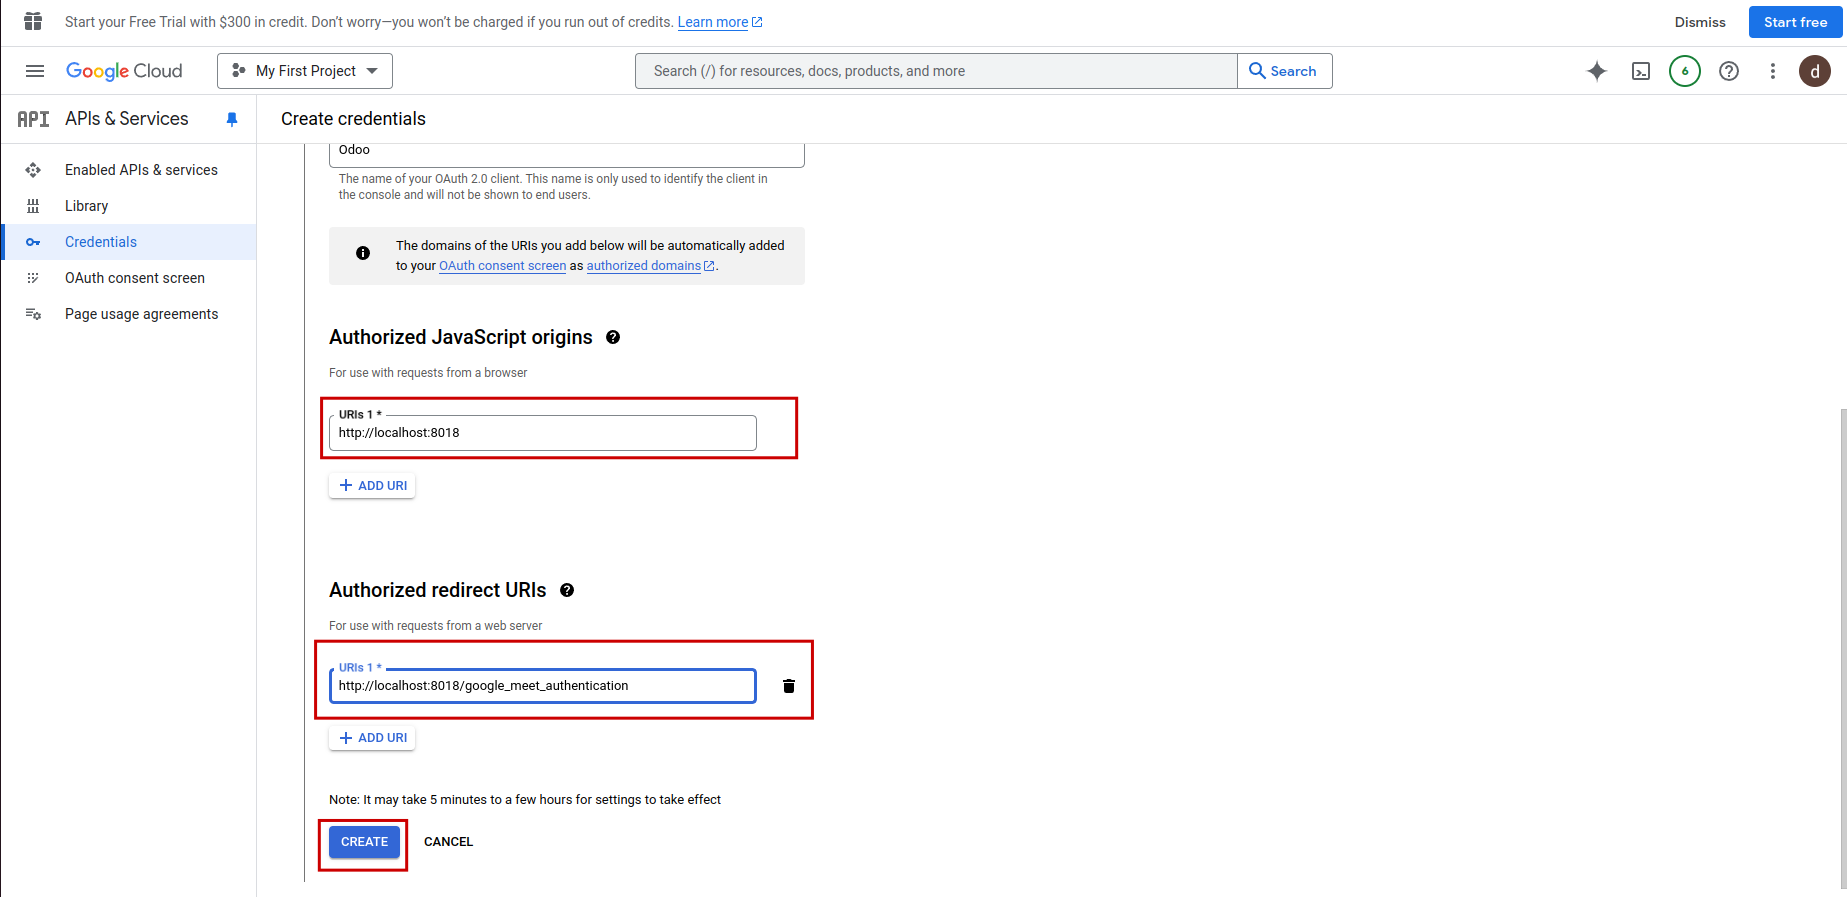 Start your Free Trial with $300 in credit. Don't worry—you won't be charged if you run out of credits. Learn more
Dismiss
Start free
Google Cloud
My First Project
Search (/) for resources, docs, products, and more
Search
6
d
API
APIs & Services
Create credentials
Enabled APIs & services
Library
Credentials
OAuth consent screen
Page usage agreements
Odoo
The name of your OAuth 2.0 client. This name is only used to identify the client in
the console and will not be shown to end users.
The domains of the URIs you add below will be automatically added
to your OAuth consent screen as authorized domains.
Authorized JavaScript origins
For use with requests from a browser
URIs 1 *
http://localhost:8018
+ ADD URI
Authorized redirect URIs
For use with requests from a web server
URIs 1 *
http://localhost:8018/google_meet_authentication
+ ADD URI
Note: It may take 5 minutes to a few hours for settings to take effect
CREATE
CANCEL